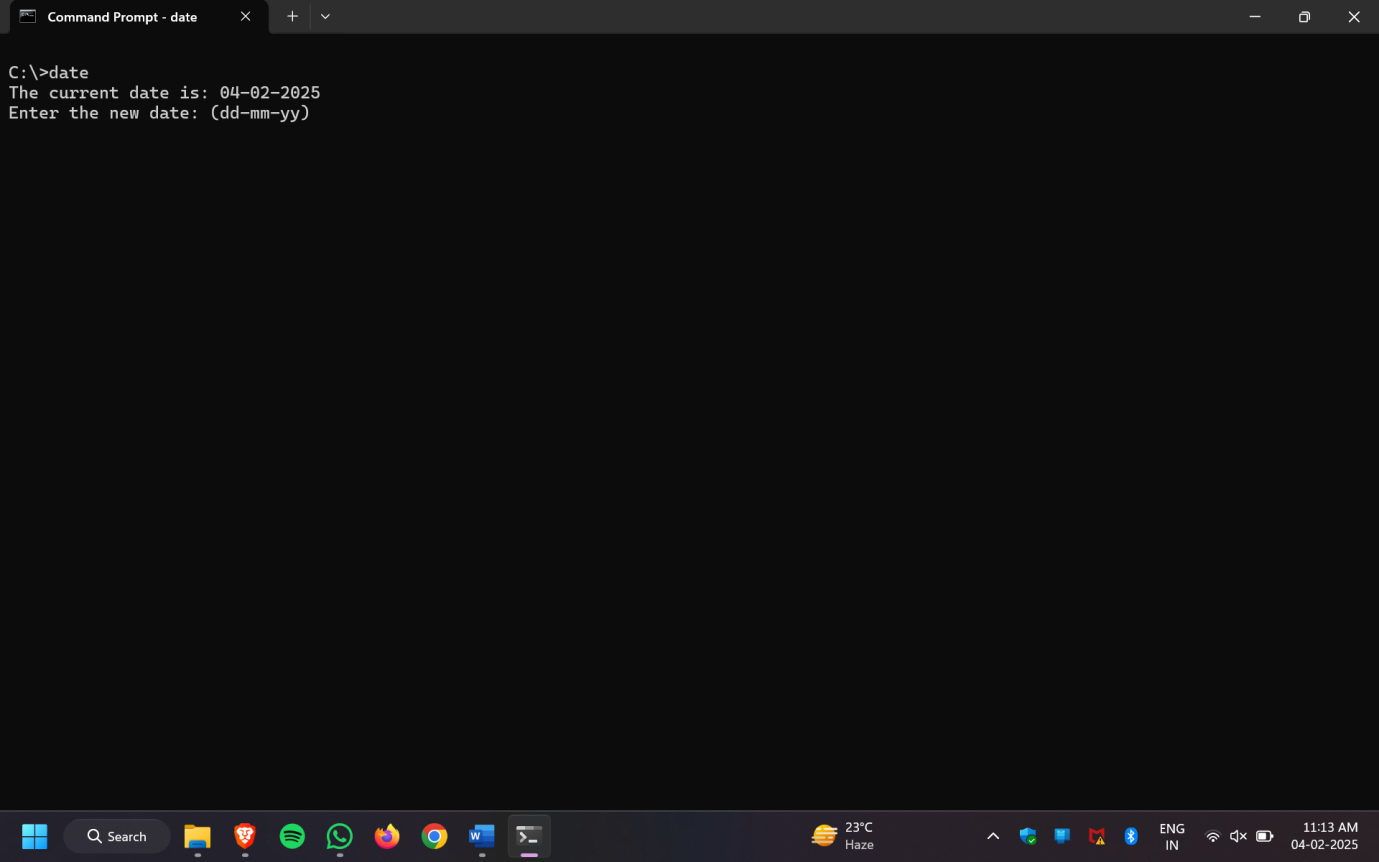 Command Prompt - date
C:\>date
The current date is: 04-02-2025
Enter the new date: (dd-mm-yy)
Search
W
23°C
Haze
ENG
IN
11:13 AM
04-02-2025